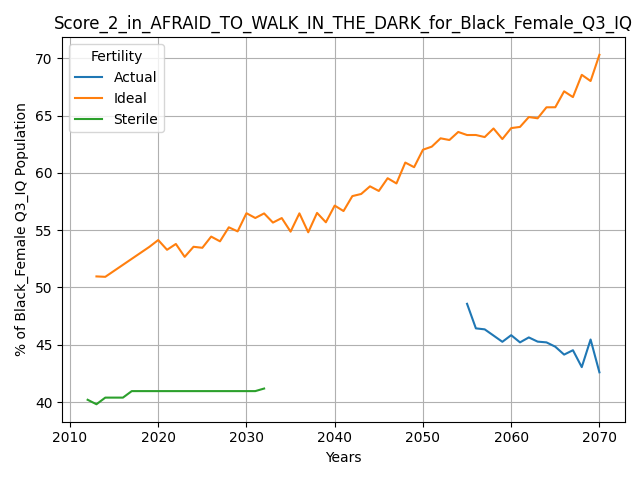 Score_2_in_AFRAID_TO_WALK_IN_THE_DARK_for_Black_Female_Q3_IQ
Fertility
Actual
Ideal
Sterile
% of Black_Female Q3_IQ Population
70
65
60
55
50
45
40
2010 2020 2030 2040 2050 2060 2070
Years